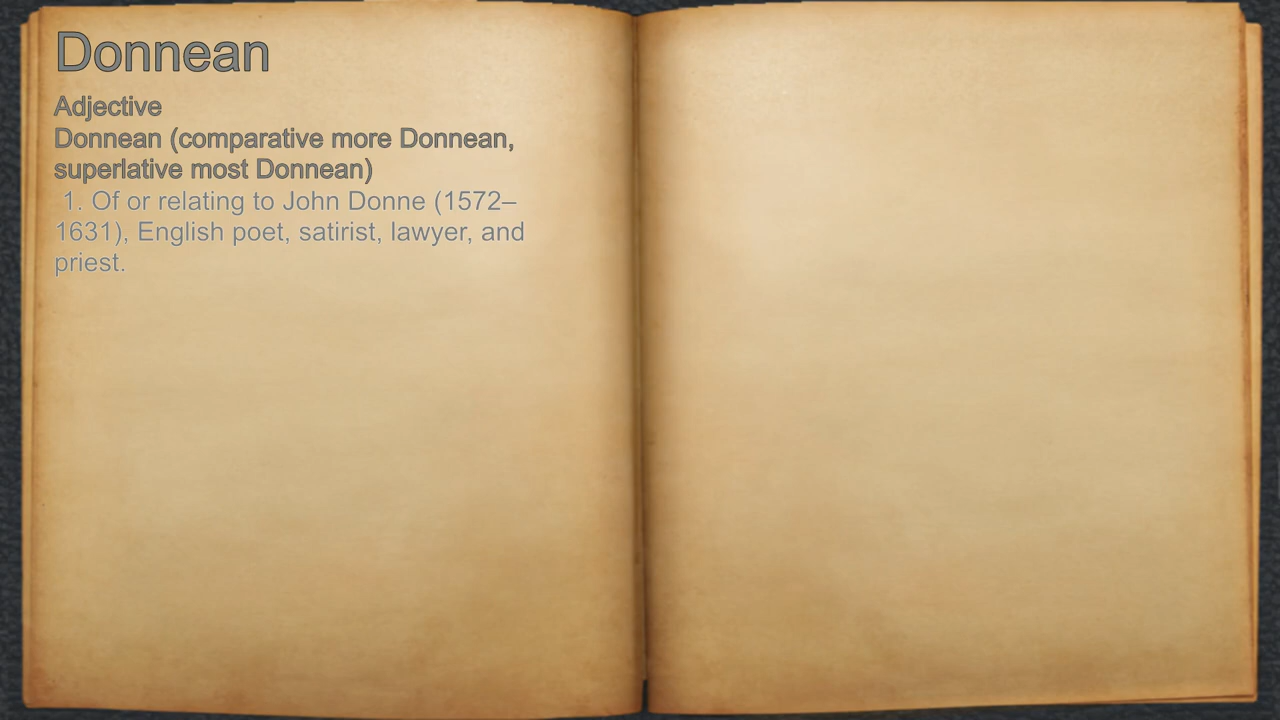 Donnean
Adjective
Donnean (comparative more Donnean,
superlative most Donnean)
1. Of or relating to John Donne (1572–
1631), English poet, satirist, lawyer, and
priest.